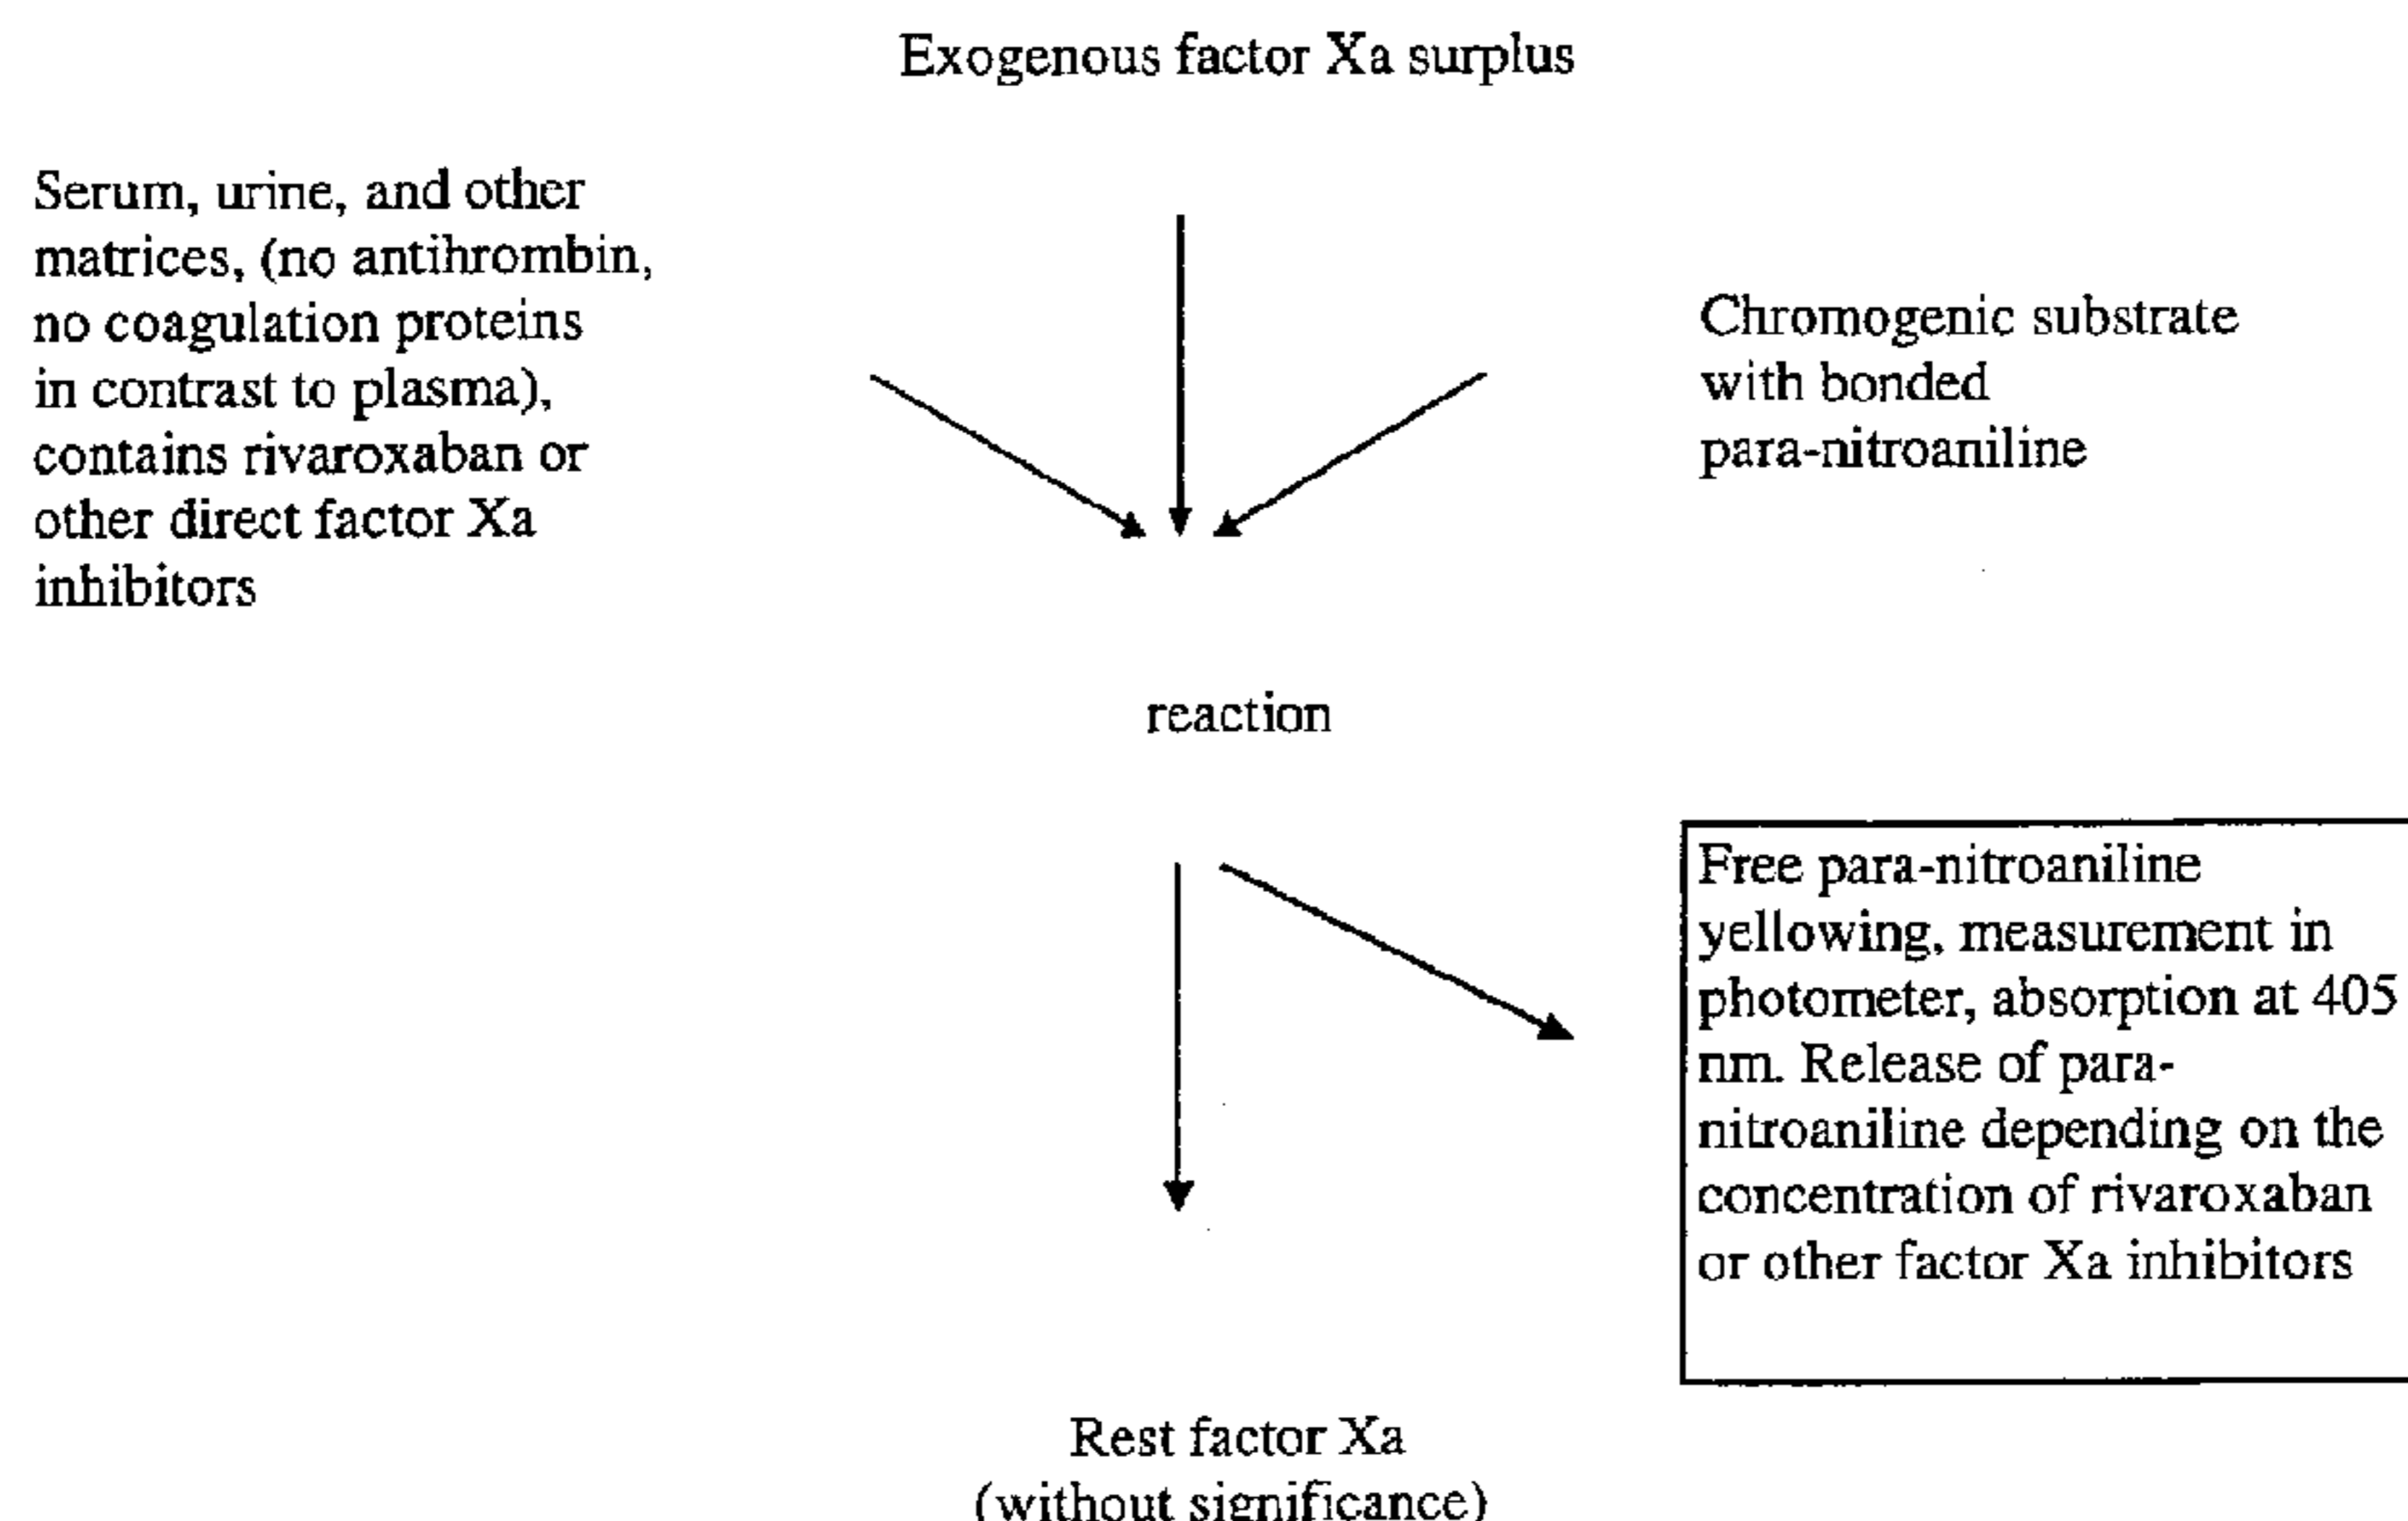 Exogenous factor Xa surplus
Serum, urine, and other
matrices, (no antihrombin,
no coagulation proteins
in contrast to plasma),
contains rivaroxaban or
other direct factor Xa
inhibitors
Chromogenic substrate
with bonded
para-nitroaniline
reaction
Free para-nitroaniline
yellowing, measurement in
photometer, absorption at 405
nm. Release of para-
nitroaniline depending on the
concentration of rivaroxaban
or other factor Xa inhibitors
Rest factor Xa
(without significance)